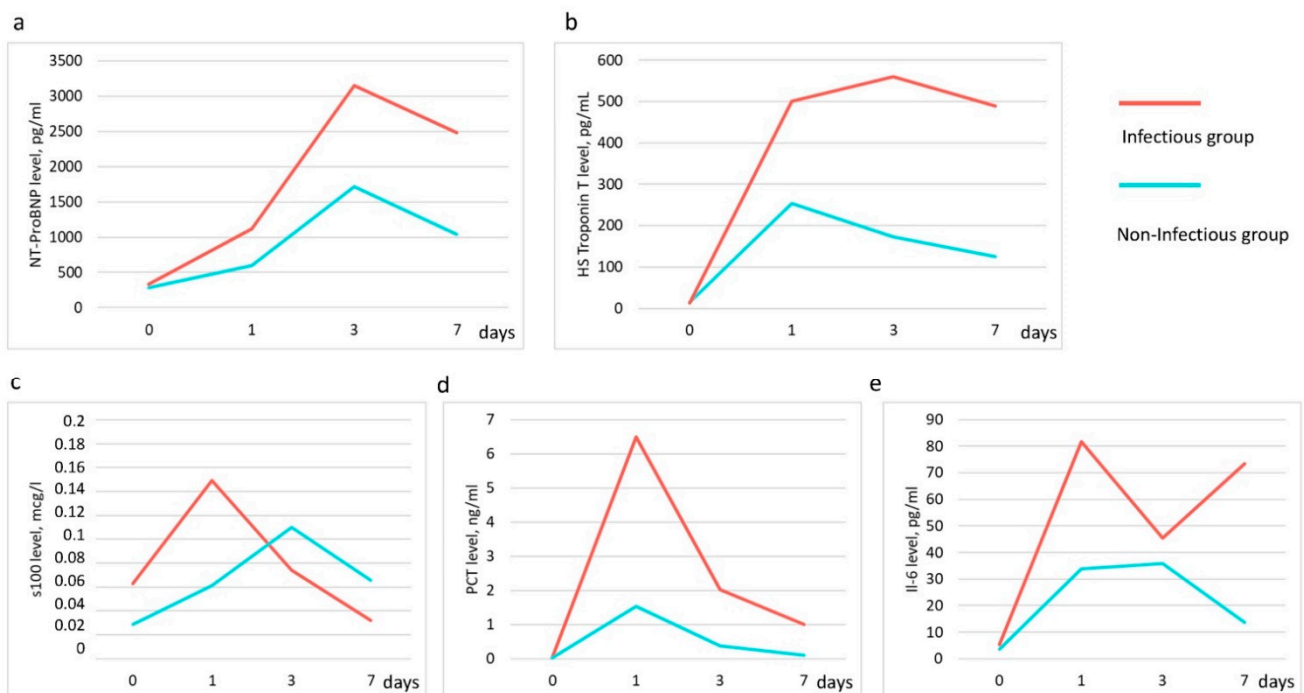 a
NT-ProBNP level, pg/ml
3500
3000
2500
2000
1500
1000
500
0
0 1 3 7 days
b
HS Troponin T level, pg/mL
600
500
400
300
200
100
0
0 1 3 7 days
Infectious group
Non-Infectious group
c
s100 level, mcg/l
0.2
0.18
0.16
0.14
0.12
0.1
0.08
0.06
0.04
0.02
0
0 1 3 7 days
d
PCT level, ng/ml
7
6
5
4
3
2
1
0
0 1 3 7 days
e
Il-6 level, pg/ml
90
80
70
60
50
40
30
20
10
0
0 1 3 7 days